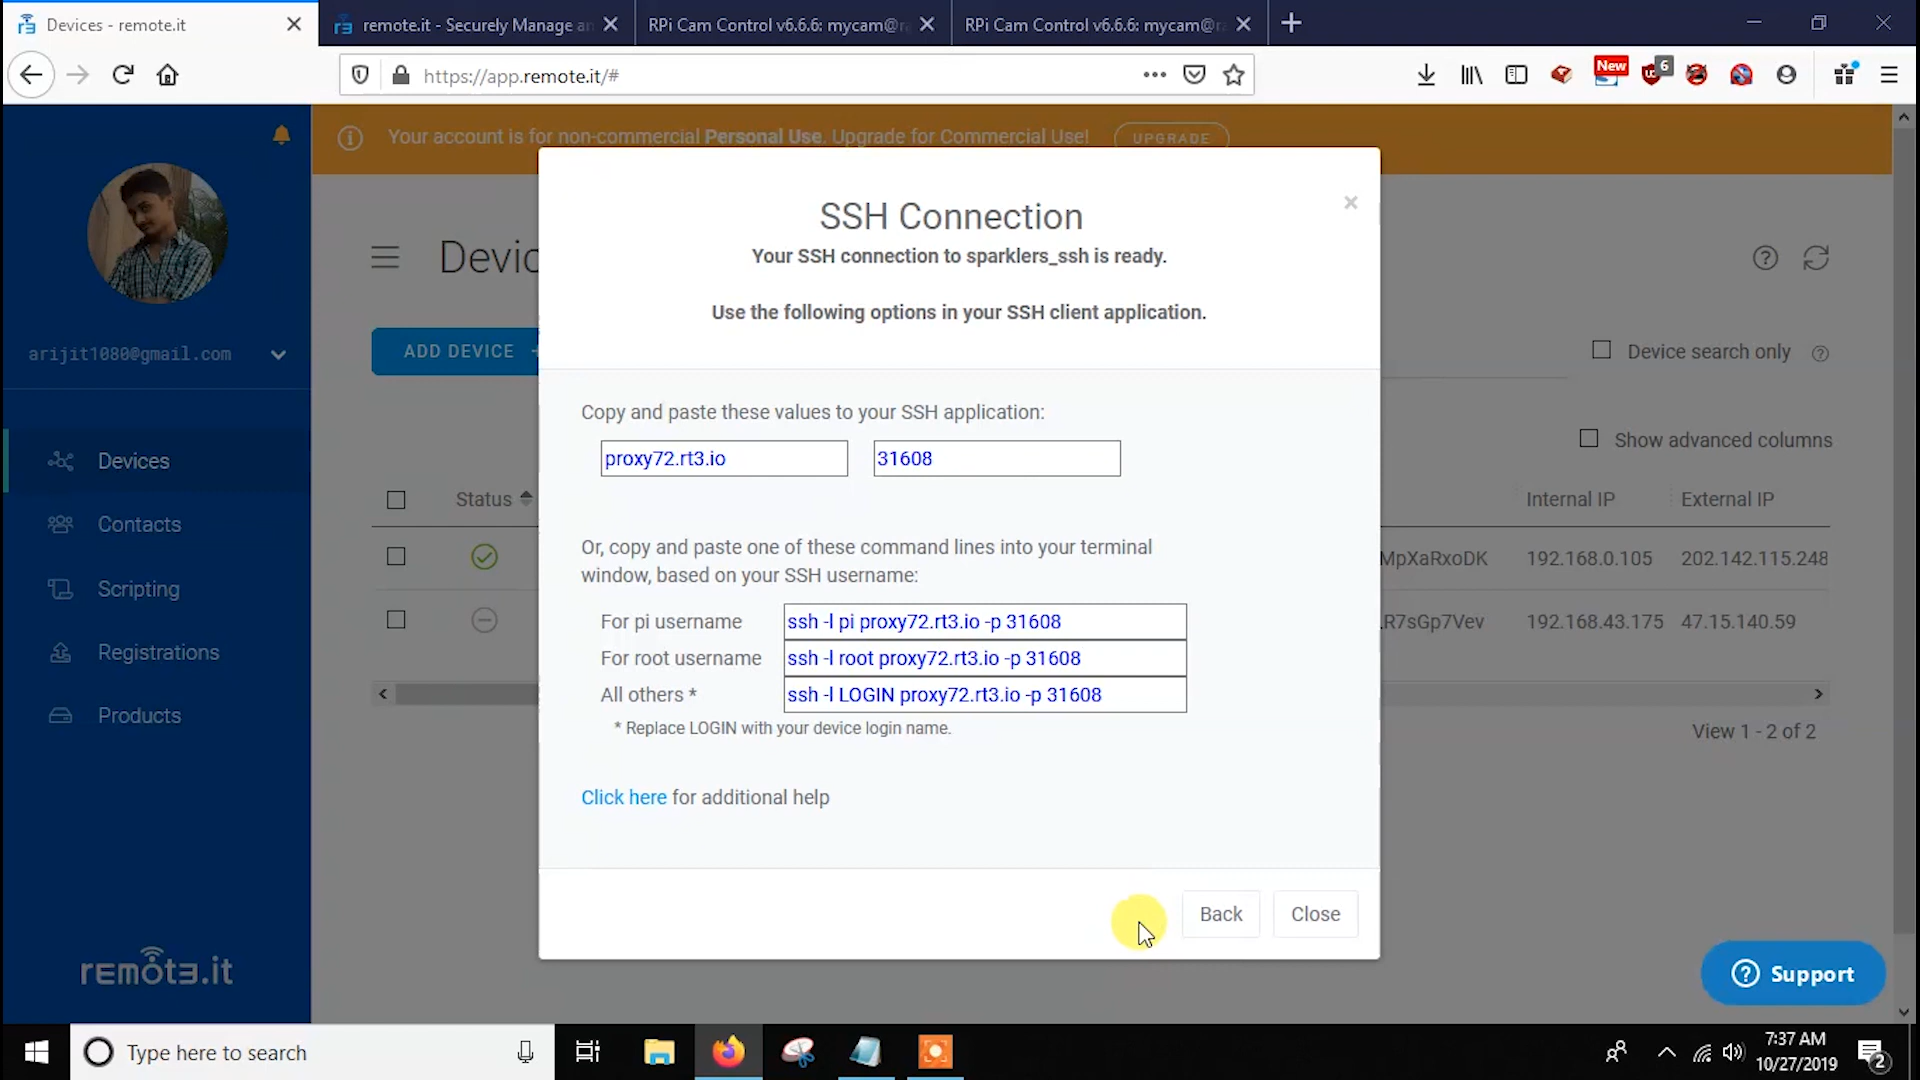 Devices - remote.it
remote.it - Securely Manage an
RPi Cam Control v6.6.6: mycam@ra
RPi Cam Control v6.6.6: mycam@ra
https://app.remote.it/#
New
6
Your account is for non-commercial Personal Use. Upgrade for Commercial Use!
UPGRADE
SSH Connection
×
Your SSH connection to sparklers_ssh is ready.
Devic
Use the following options in your SSH client application.
arijit1080@gmail.com
ADD DEVICE +
Device search only
Copy and paste these values to your SSH application:
Show advanced columns
proxy72.rt3.io
31608
Devices
Status
Internal IP
External IP
Contacts
Or, copy and paste one of these command lines into your terminal
window, based on your SSH username:
MpXaRxoDK
192.168.0.105
202.142.115.248
Scripting
For pi username
ssh -l pi proxy72.rt3.io -p 31608
.R7sGp7Vev
192.168.43.175
47.15.140.59
Registrations
For root username
ssh -l root proxy72.rt3.io -p 31608
All others *
ssh -l LOGIN proxy72.rt3.io -p 31608
Products
* Replace LOGIN with your device login name.
View 1 - 2 of 2
Click here for additional help
Back
Close
remote.it
Support
Type here to search
7:37 AM
10/27/2019
2